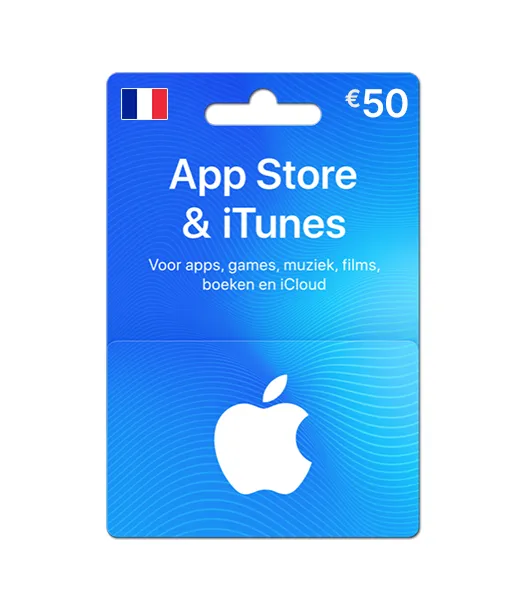 €50
App Store
& iTunes
Voor apps, games, muziek, films,
boeken en iCloud